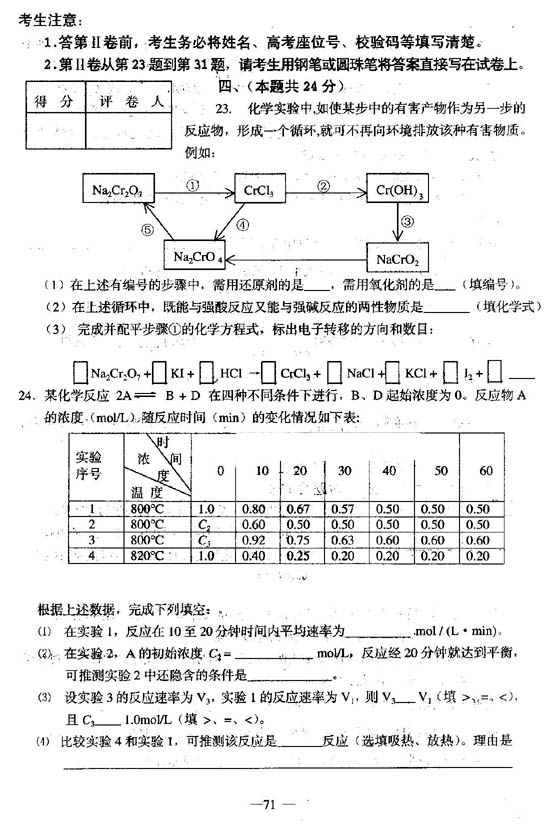 考生注意:
1.答第Ⅱ卷前,考生务必将姓名、高考座位号、校验码等填写清楚。
2.第Ⅱ卷从第23题到第31题,请考生用钢笔或圆珠笔将答案直接写在试卷上。
四、(本题共24分)
得 分 评 卷 人
23. 化学实验中,如使某步中的有害产物作为另一步的
反应物,形成一个循环,就可不再向环境排放该种有害物质。
例如:
Na₂Cr₂O₇ ① CrCl₃ ② Cr(OH)₃
⑤ ④ ③
Na₂CrO₄ NaCrO₂
(1)在上述有编号的步骤中,需用还原剂的是____,需用氧化剂的是____(填编号)。
(2)在上述循环中,既能与强酸反应又能与强碱反应的两性物质是______(填化学式)
(3) 完成并配平步骤①的化学方程式,标出电子转移的方向和数目:
□Na₂Cr₂O₇+□KI+□HCl→□CrCl₃+□NaCl+□KCl+□I₂+□____
24. 某化学反应 2A⇌ B + D 在四种不同条件下进行,B、D起始浓度为0。反应物A
的浓度(mol/L)随反应时间(min)的变化情况如下表:
实验序号 浓度 时间 温度 0 10 20 30 40 50 60
1 800℃ 1.0 0.80 0.67 0.57 0.50 0.50 0.50
2 800℃ C₂ 0.60 0.50 0.50 0.50 0.50 0.50
3 800℃ C₃ 0.92 0.75 0.63 0.60 0.60 0.60
4 820℃ 1.0 0.40 0.25 0.20 0.20 0.20 0.20
根据上述数据,完成下列填空:
(1) 在实验1,反应在10至20分钟时间内平均速率为________mol / (L·min)。
(2) 在实验2,A的初始浓度C₂=__________mol/L,反应经20分钟就达到平衡,
可推测实验2中还隐含的条件是__________。
(3) 设实验3的反应速率为V₃,实验1的反应速率为V₁,则V₃____V₁(填 >、=、<),
且C₃____1.0mol/L(填 >、=、<)。
(4) 比较实验4和实验1,可推测该反应是______反应(选填吸热、放热)。理由是
—71 —